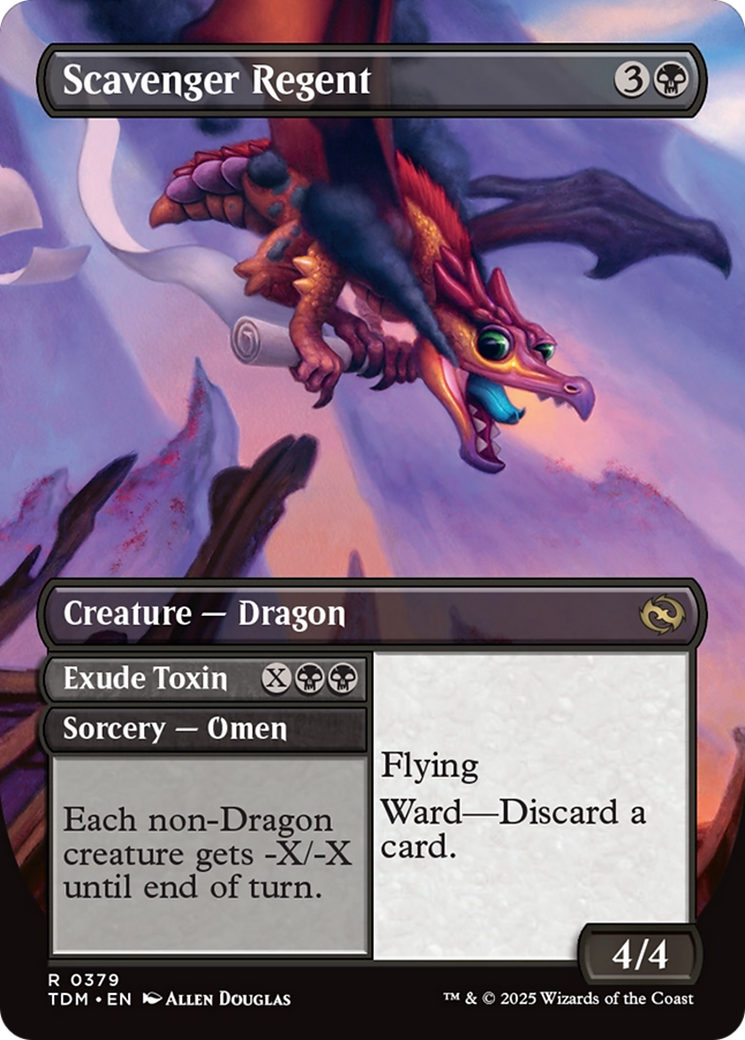 Scavenger Regent 3
Creature — Dragon
Exude Toxin X
Sorcery — Omen
Each non-Dragon
creature gets -X/-X
until end of turn.
Flying
Ward—Discard a
card.
4/4
R 0379
TDM • EN Allen Douglas
™ & © 2025 Wizards of the Coast